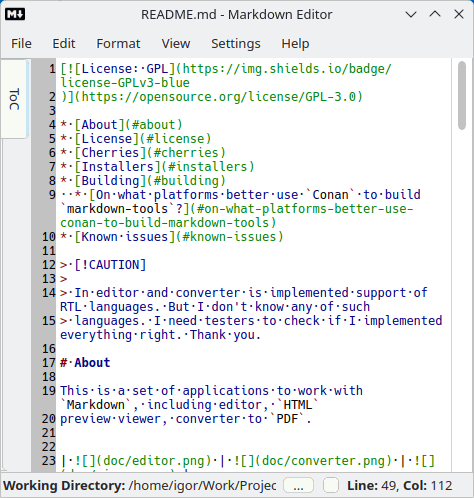 README.md - Markdown Editor
File Edit Format View Settings Help
ToC
1 [![License:·GPL](https://img.shields.io/badge/
license-GPLv3-blue
2 )](https://opensource.org/license/GPL-3.0)
3
4 *·[About](#about)
5 *·[License](#license)
6 *·[Cherries](#cherries)
7 *·[Installers](#installers)
8 *·[Building](#building)
9 ··*·[On·what·platforms·better·use·`Conan`·to·build
`markdown-tools`?](#on-what-platforms-better-use-
conan-to-build-markdown-tools)
10 *·[Known·issues](#known-issues)
11
12 >·[!CAUTION]
13 >
14 >·In·editor·and·converter·is·implemented·support·of
RTL·languages.·But·I·don't·know·any·of·such
15 >·languages.·I·need·testers·to·check·if·I·implemented
everything·right.·Thank·you.
16
17 #·About
18
19 This·is·a·set·of·applications·to·work·with
`Markdown`,·including·editor,·`HTML`
20 preview·viewer,·converter·to·`PDF`.
21
22
23 |·![](doc/editor.png)·|·![](doc/converter.png)·|·![]
Working Directory: /home/igor/Work/Projec ... Line: 49, Col: 112